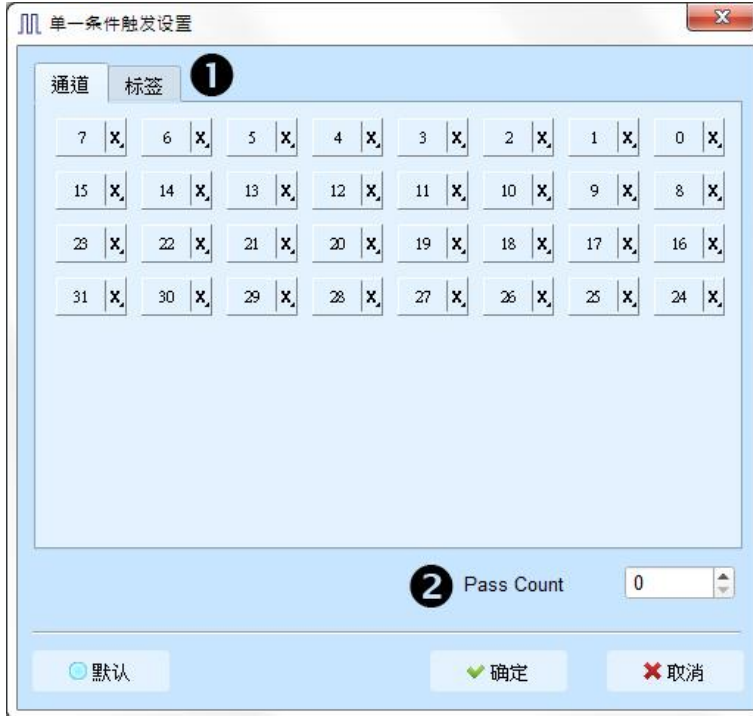 单一条件触发设置
通道 标签 1
7 X 6 X 5 X 4 X 3 X 2 X 1 X 0 X
15 X 14 X 13 X 12 X 11 X 10 X 9 X 8 X
23 X 22 X 21 X 20 X 19 X 18 X 17 X 16 X
31 X 30 X 29 X 28 X 27 X 26 X 25 X 24 X
2 Pass Count 0
默认 确定 取消